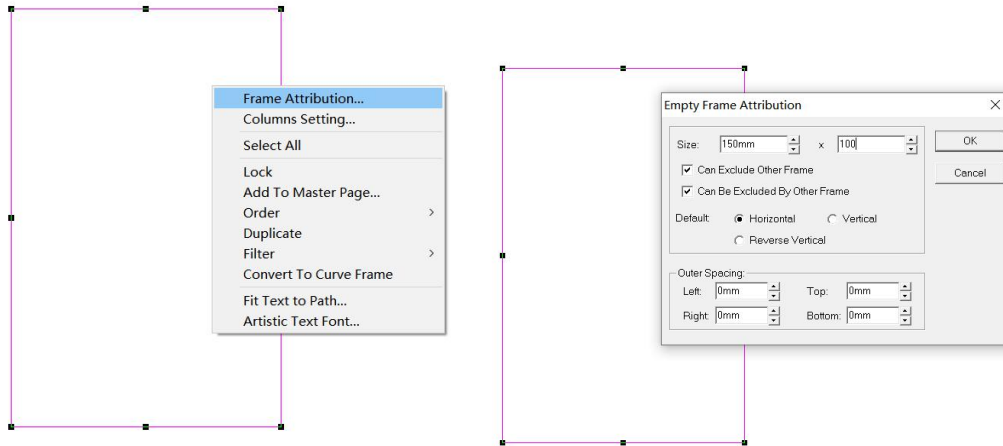 Frame Attribution...
Columns Setting...
Select All
Lock
Add To Master Page...
Order
Duplicate
Filter
Convert To Curve Frame
Fit Text to Path...
Artistic Text Font...
Empty Frame Attribution
Size: 150mm x 100
Can Exclude Other Frame
Can Be Excluded By Other Frame
Default: Horizontal Vertical
Reverse Vertical
Outer Spacing:
Left: 0mm Top: 0mm
Right: 0mm Bottom: 0mm
OK
Cancel